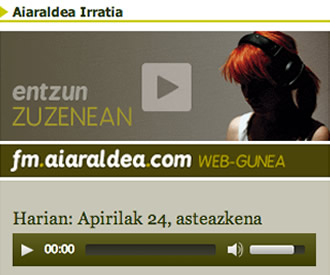 Aiaraldea Irratia
entzun
ZUZENEAN
fm.aiaraldea.com WEB-GUNEA
Harian: Apirilak 24, asteazkena
00:00